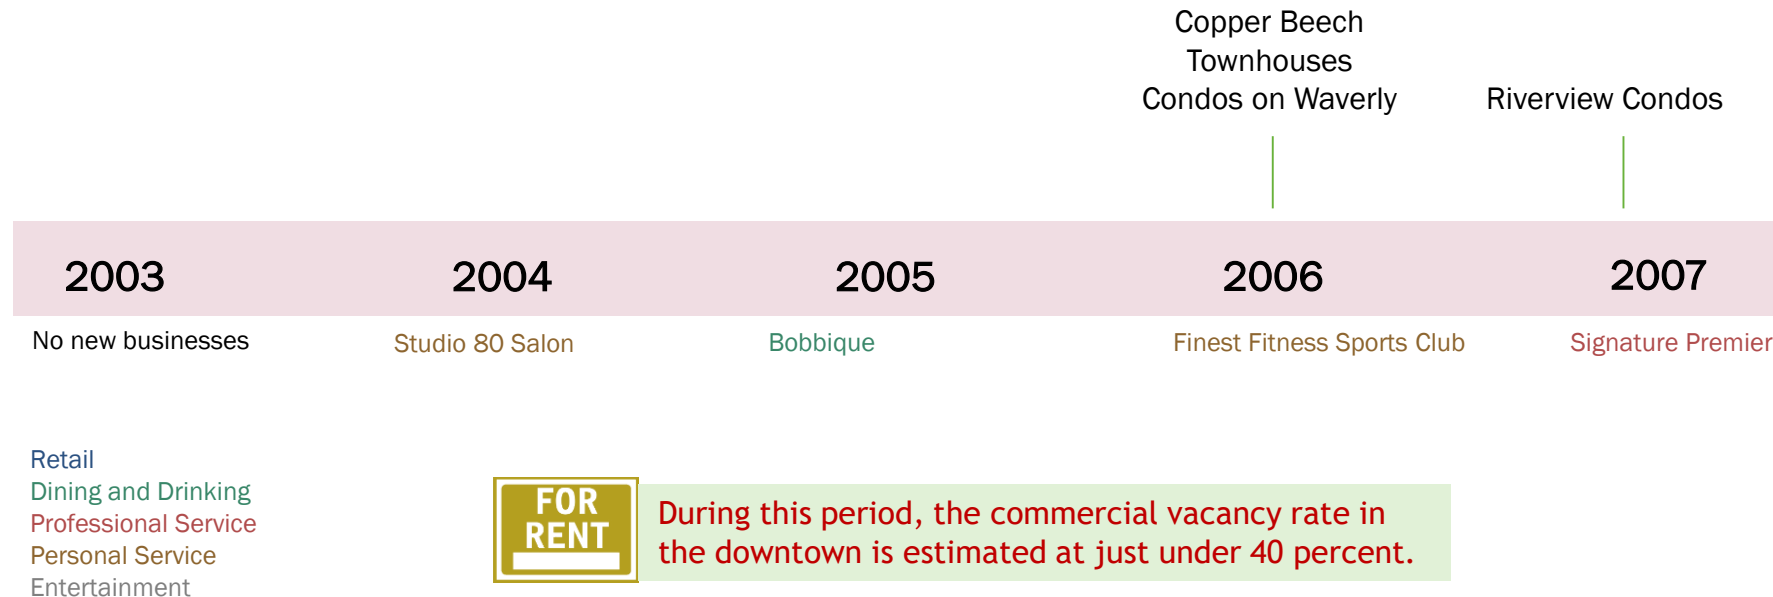 Copper Beech
Townhouses
Condos on Waverly
Riverview Condos
2003
2004
2005
2006
2007
No new businesses
Studio 80 Salon
Bobbique
Finest Fitness Sports Club
Signature Premier
Retail
Dining and Drinking
Professional Service
Personal Service
Entertainment
FOR
RENT
During this period, the commercial vacancy rate in
the downtown is estimated at just under 40 percent.